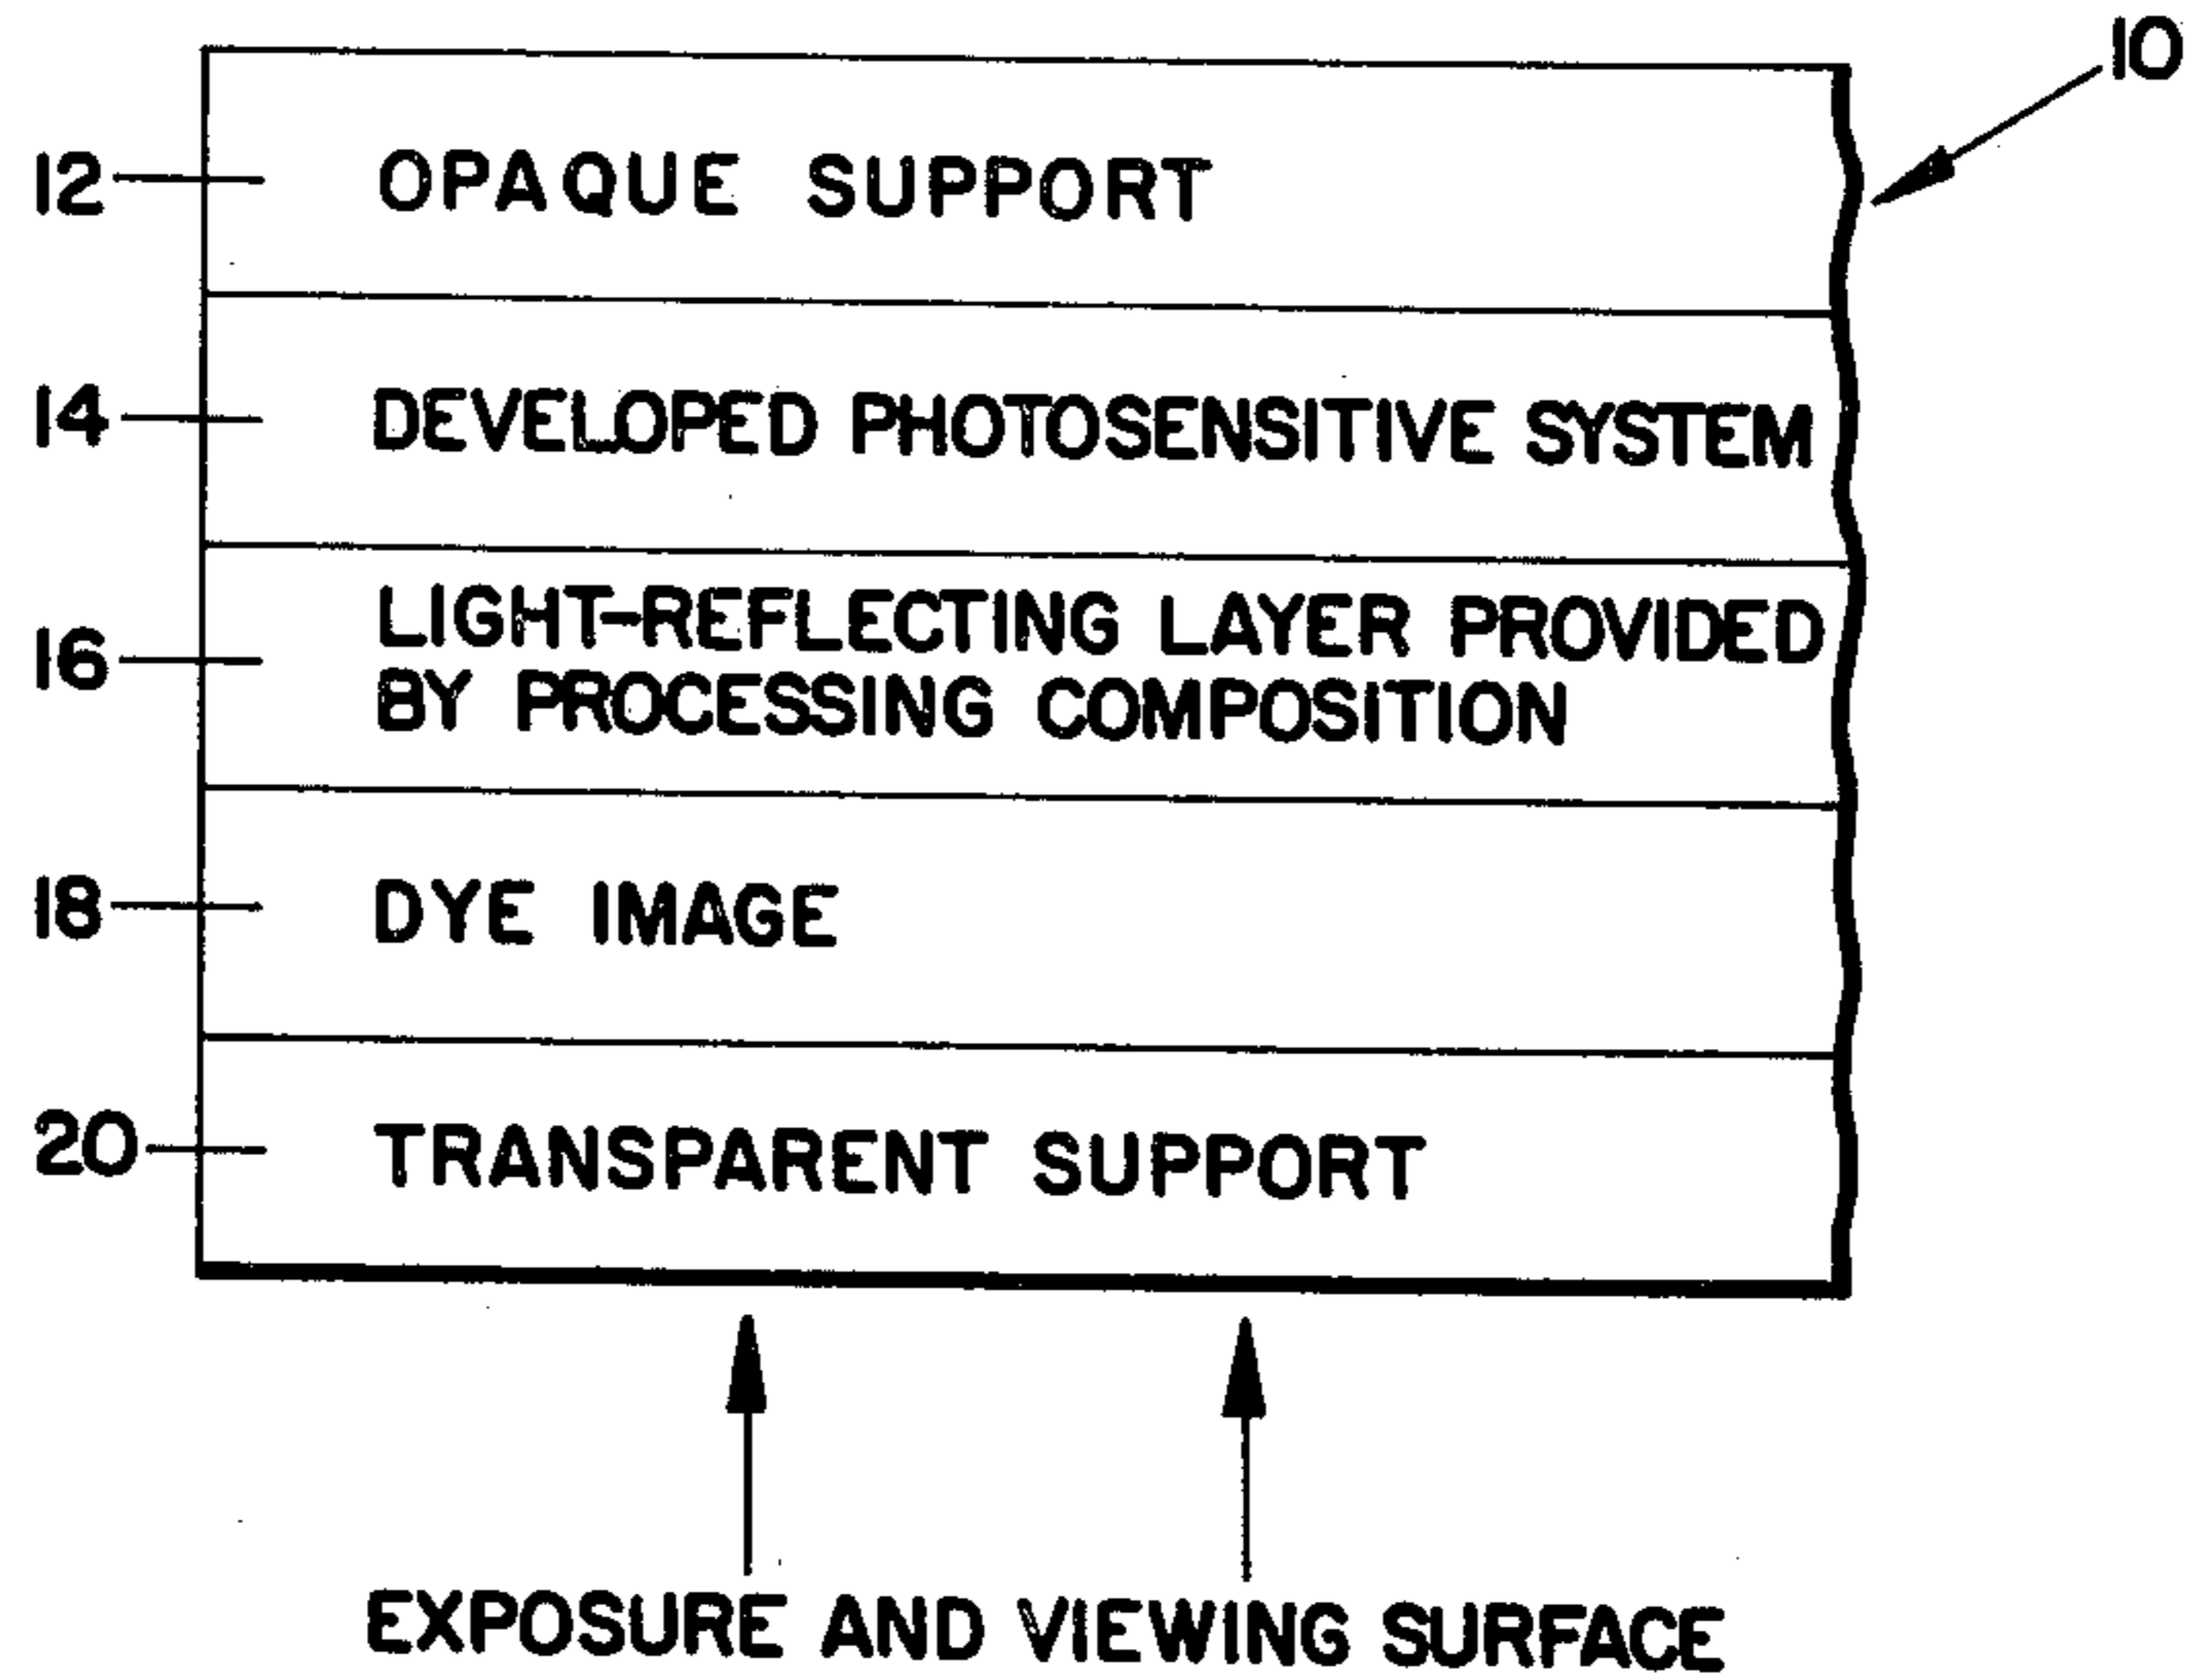 10
12 OPAQUE SUPPORT
14 DEVELOPED PHOTOSENSITIVE SYSTEM
16 LIGHT-REFLECTING LAYER PROVIDED
BY PROCESSING COMPOSITION
18 DYE IMAGE
20 TRANSPARENT SUPPORT
EXPOSURE AND VIEWING SURFACE